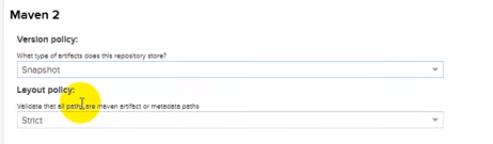 Maven 2
Version policy:
What type of artifacts does this repository store?
Snapshot
Layout policy:
Validate that all paths are maven artifact or metadata paths
Strict